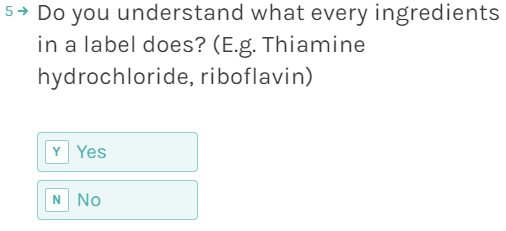 5→ Do you understand what every ingredients
in a label does? (E.g. Thiamine
hydrochloride, riboflavin)
Y Yes
N No